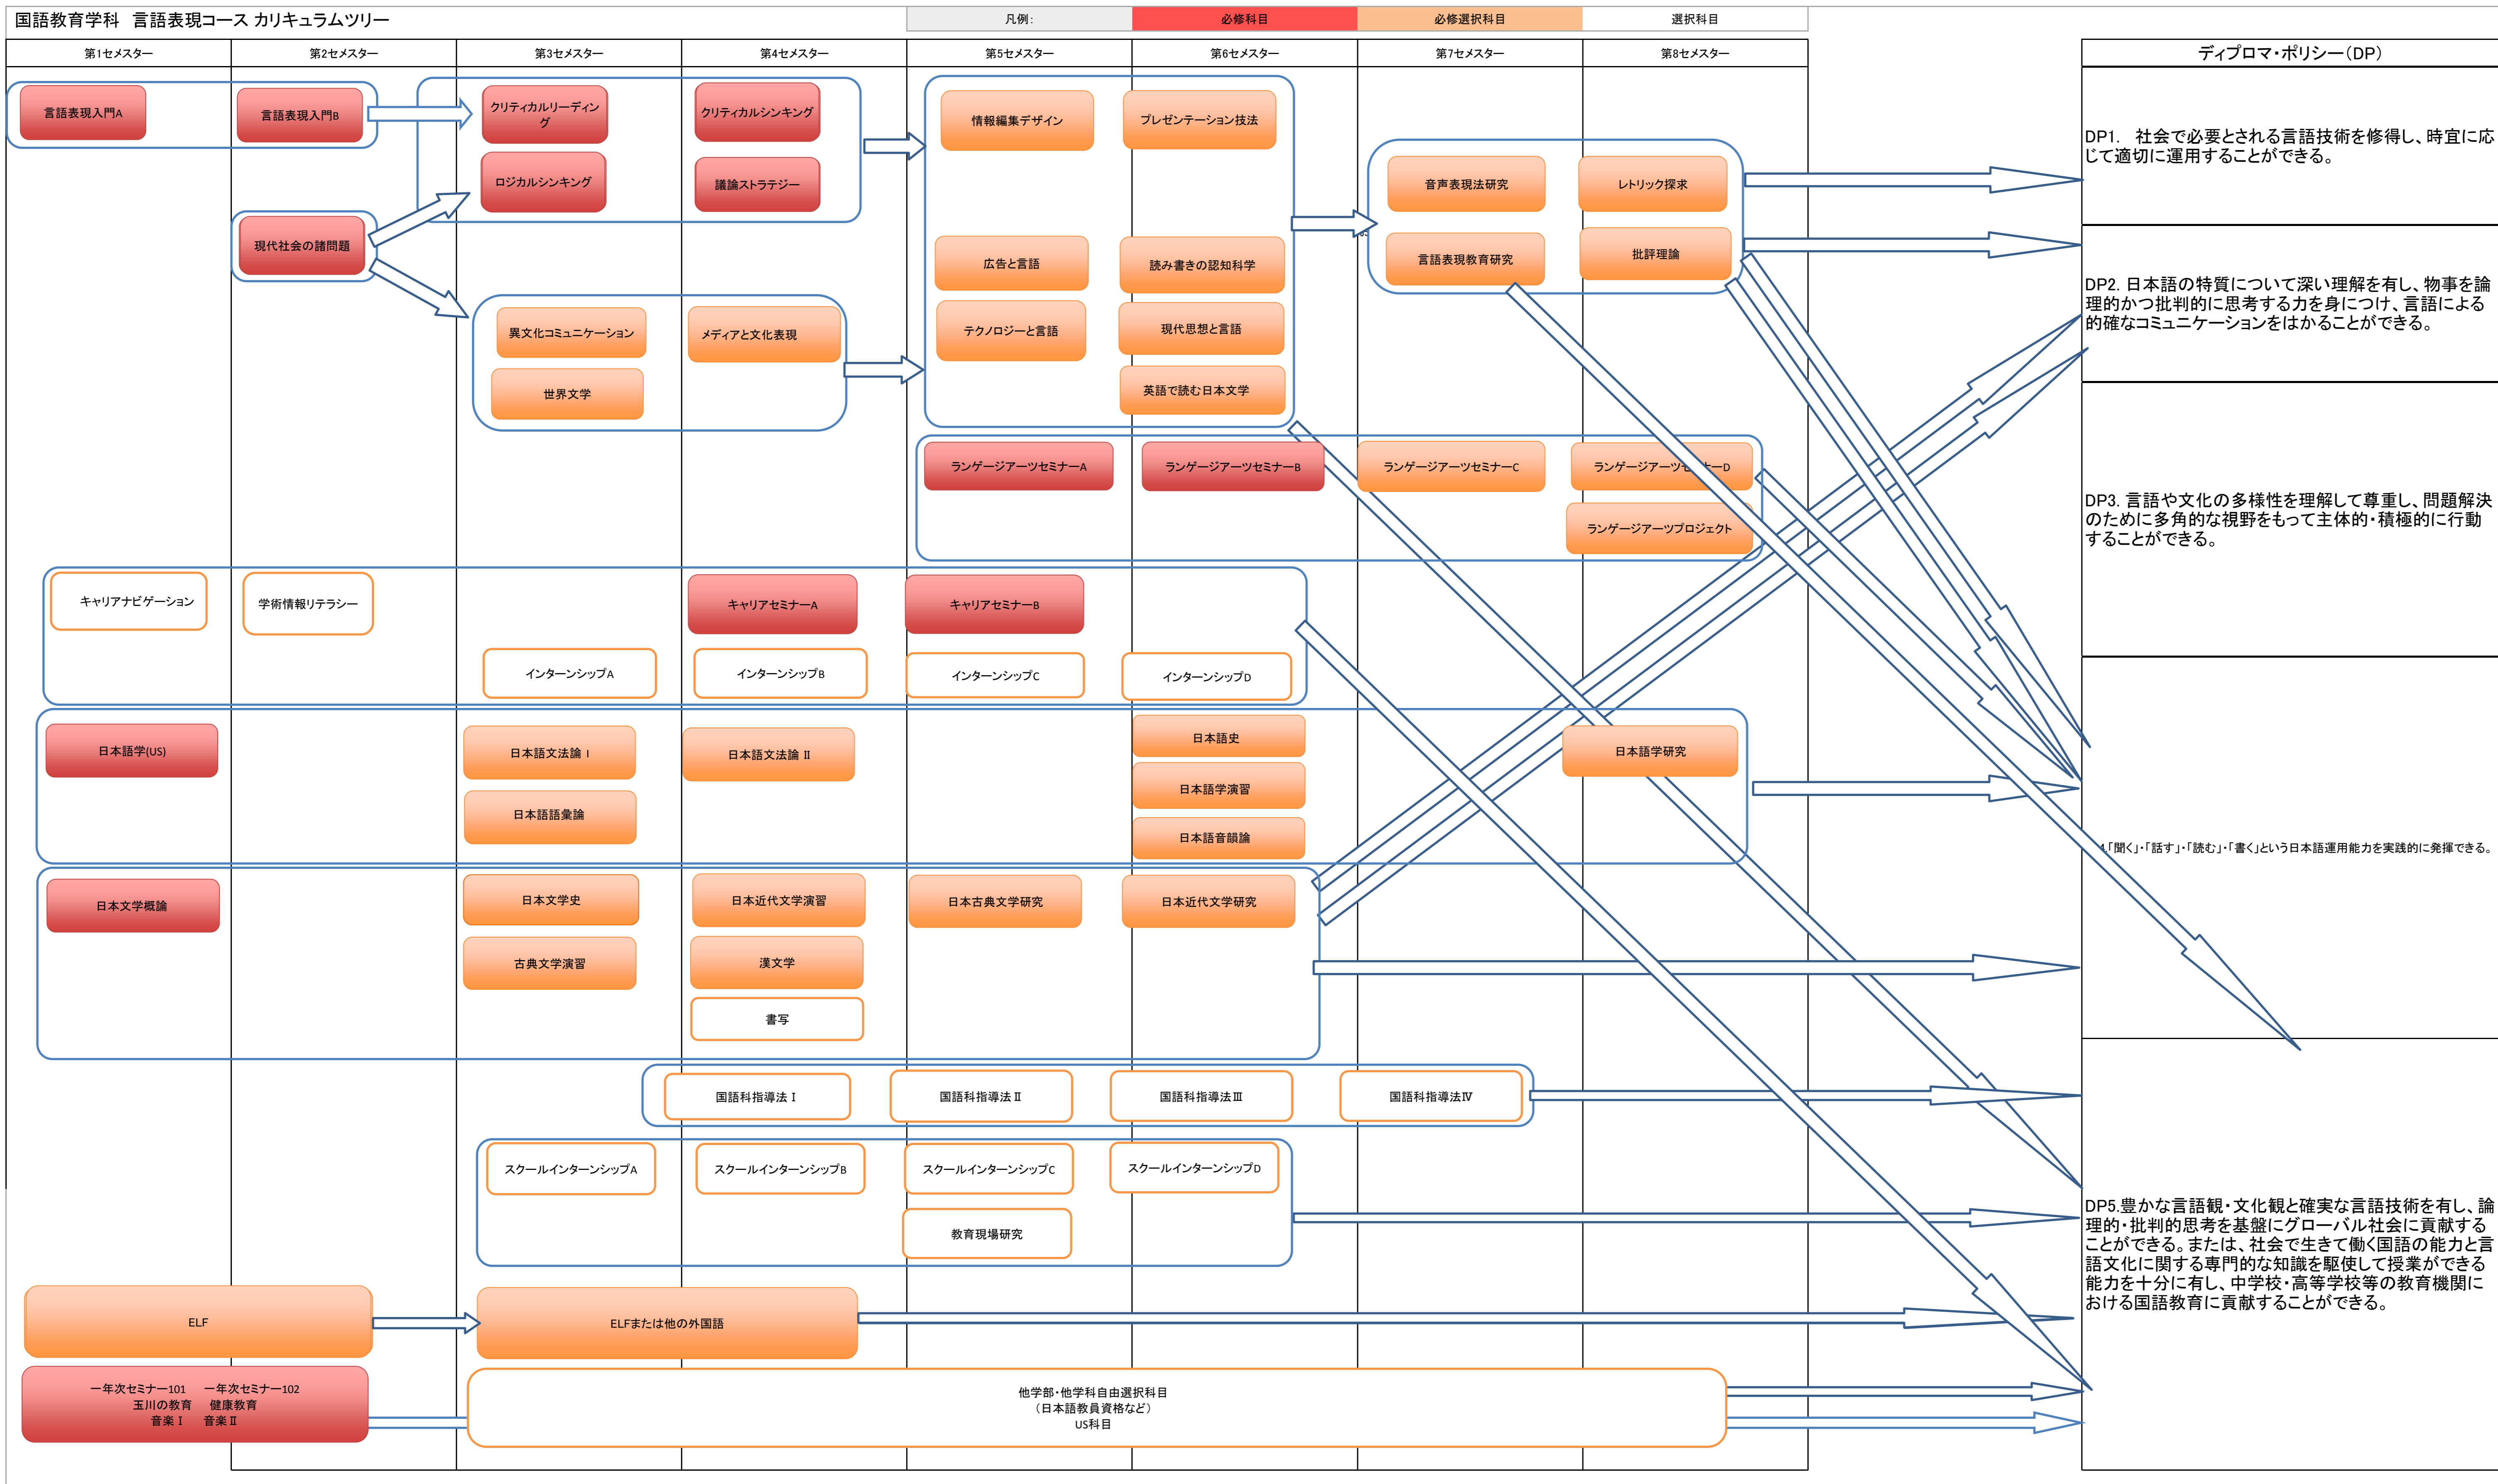 国語教育学科　言語表現コース カリキュラムツリー
凡例：
必修科目
必修選択科目
選択科目
第1セメスター
第2セメスター
第3セメスター
第4セメスター
第5セメスター
第6セメスター
第7セメスター
第8セメスター
ディプロマ・ポリシー（DP）
言語表現入門A
言語表現入門B
クリティカルリーディン
グ
クリティカルシンキング
情報編集デザイン
プレゼンテーション技法
DP1.　社会で必要とされる言語技術を修得し、時宜に応
じて適切に運用することができる。
ロジカルシンキング
議論ストラテジー
音声表現法研究
レトリック探求
現代社会の諸問題
広告と言語
読み書きの認知科学
言語表現教育研究
批評理論
DP2. 日本語の特質について深い理解を有し、物事を論
理的かつ批判的に思考する力を身につけ、言語による
的確なコミュニケーションをはかることができる。
異文化コミュニケーション
メディアと文化表現
テクノロジーと言語
現代思想と言語
世界文学
英語で読む日本文学
ランゲージアーツセミナーA
ランゲージアーツセミナーB
ランゲージアーツセミナーC
ランゲージアーツセミナーD
ランゲージアーツプロジェクト
DP3. 言語や文化の多様性を理解して尊重し、問題解決
のために多角的な視野をもって主体的・積極的に行動
することができる。
キャリアナビゲーション
学術情報リテラシー
キャリアセミナーA
キャリアセミナーB
インターンシップA
インターンシップB
インターンシップC
インターンシップD
日本語学(US)
日本語文法論 Ⅰ
日本語文法論 Ⅱ
日本語史
日本語学研究
日本語語彙論
日本語学演習
日本語音韻論
4.「聞く」・「話す」・「読む」・「書く」という日本語運用能力を実践的に発揮できる。
日本文学概論
日本文学史
日本近代文学演習
日本古典文学研究
日本近代文学研究
古典文学演習
漢文学
書写
国語科指導法 Ⅰ
国語科指導法 Ⅱ
国語科指導法Ⅲ
国語科指導法Ⅳ
スクールインターンシップA
スクールインターンシップB
スクールインターンシップC
スクールインターンシップD
教育現場研究
DP5.豊かな言語観・文化観と確実な言語技術を有し、論
理的・批判的思考を基盤にグローバル社会に貢献する
ことができる。または、社会で生きて働く国語の能力と言
語文化に関する専門的な知識を駆使して授業ができる
能力を十分に有し、中学校・高等学校等の教育機関に
おける国語教育に貢献することができる。
ELF
ELFまたは他の外国語
一年次セミナー101　一年次セミナー102
玉川の教育　健康教育
音楽Ⅰ　音楽Ⅱ
他学部・他学科自由選択科目
（日本語教員資格など）
US科目